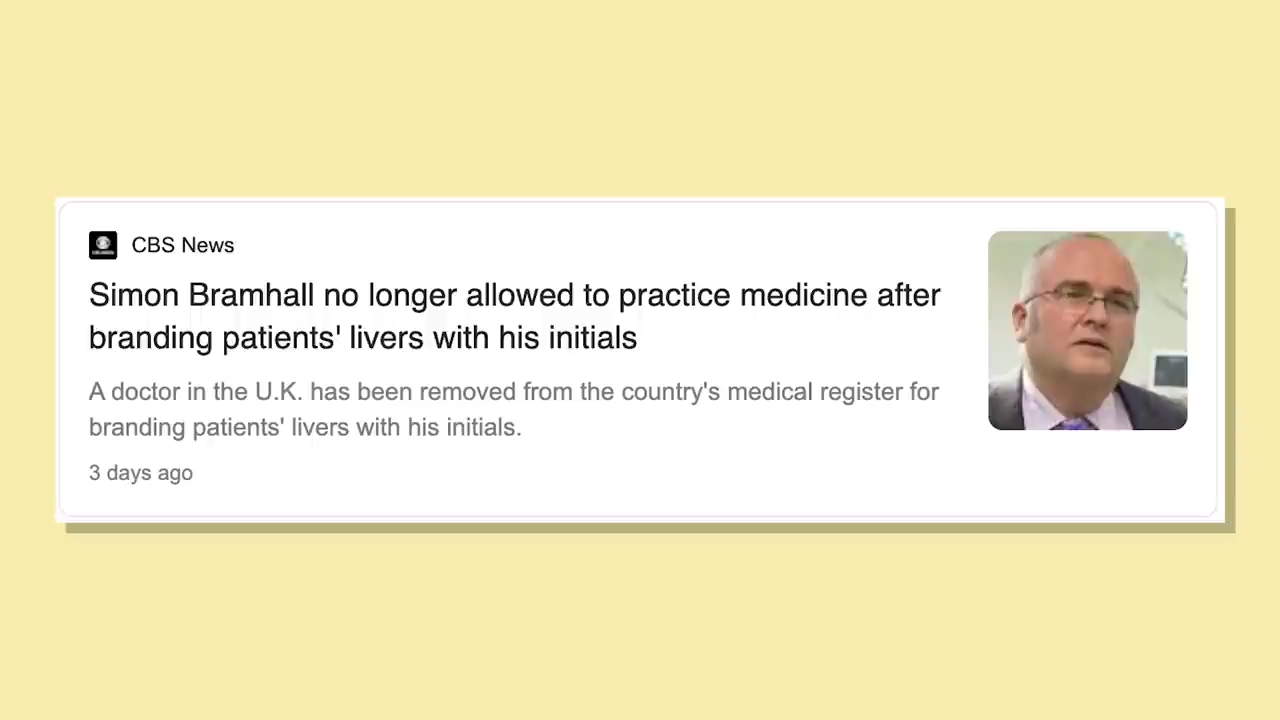 CBS News
Simon Bramhall no longer allowed to practice medicine after
branding patients' livers with his initials
A doctor in the U.K. has been removed from the country's medical register for
branding patients' livers with his initials.
3 days ago